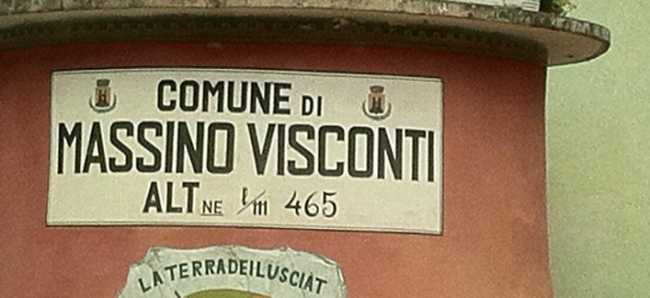 COMUNE DI
MASSINO VISCONTI
ALTNE l/m 465
LA TERRA DEI LUSCIAT